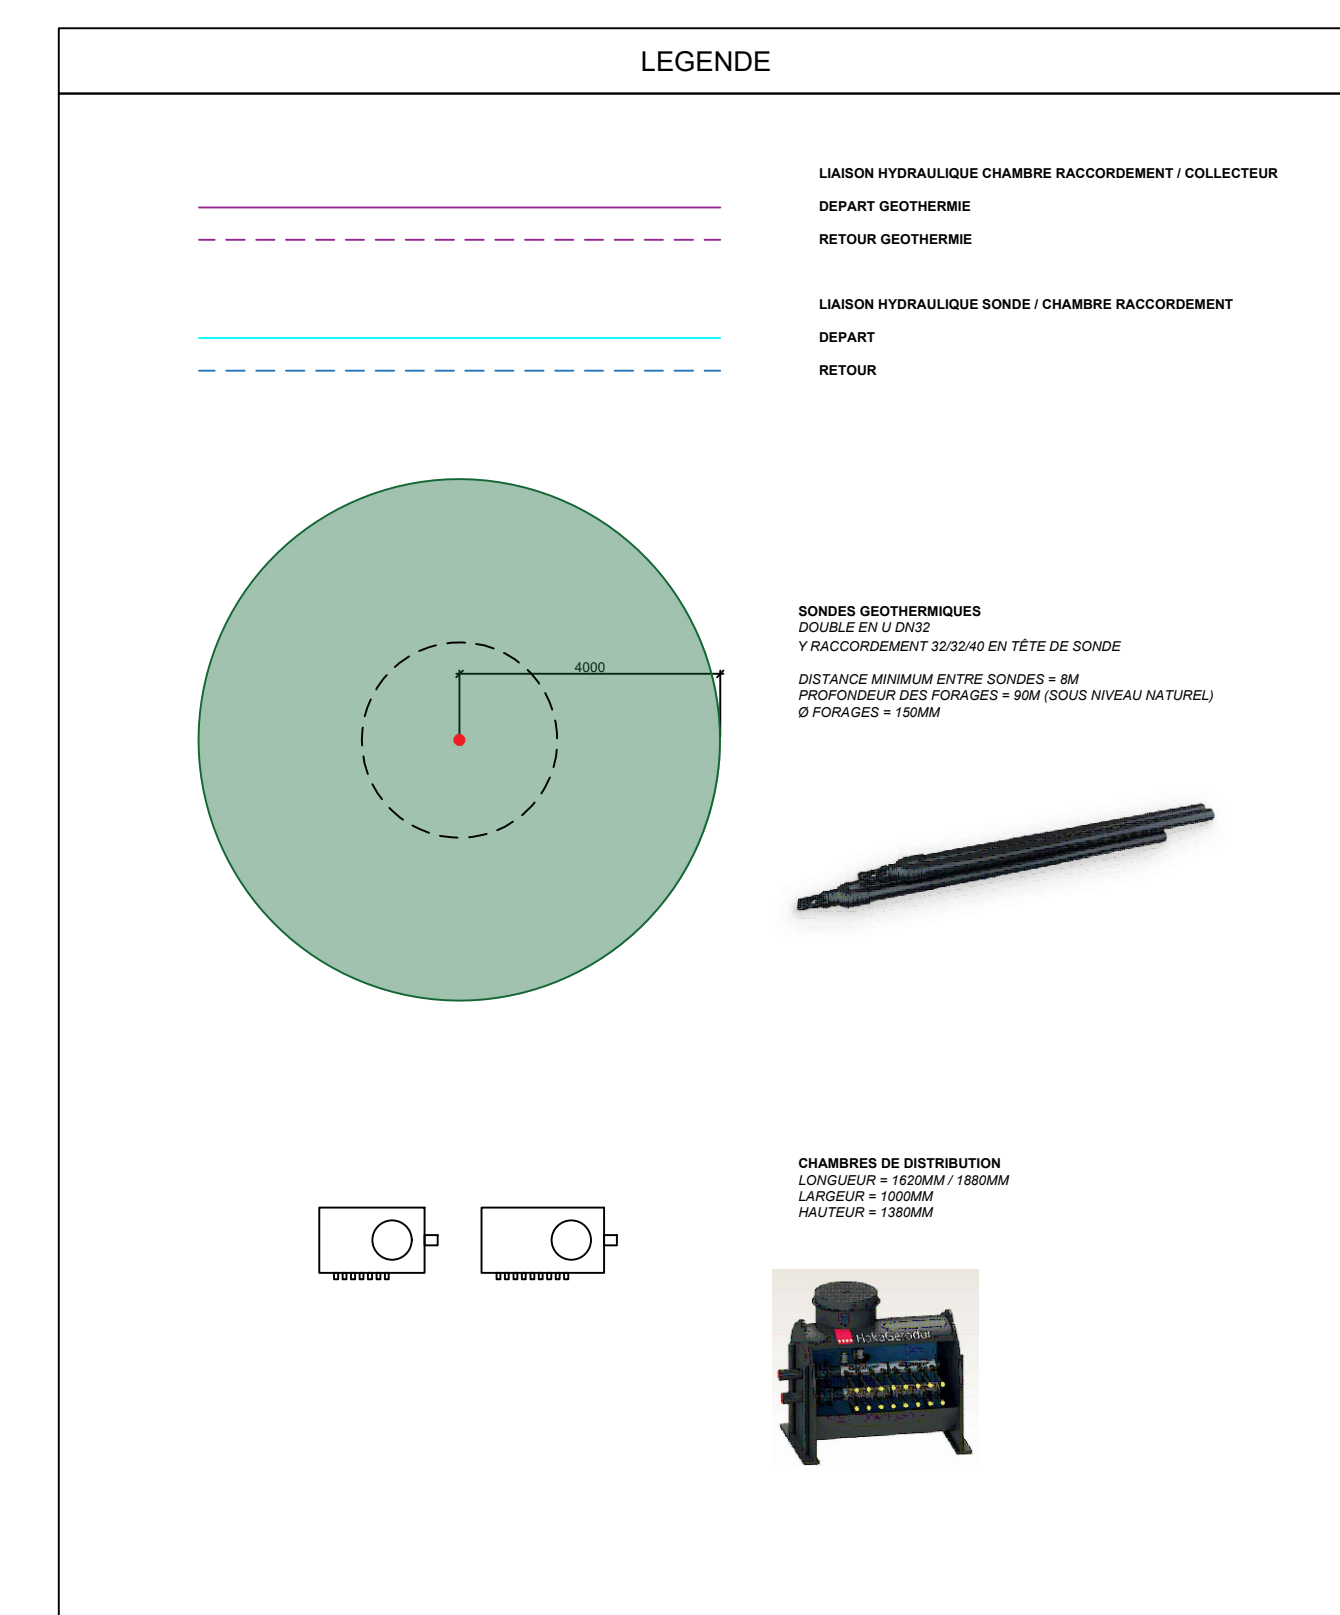 LEGENDE
LIAISON HYDRAULIQUE CHAMBRE RACCORDEMENT / COLLECTEUR
DEPART GEOTHERMIE
RETOUR GEOTHERMIE
LIAISON HYDRAULIQUE SONDE / CHAMBRE RACCORDEMENT
DEPART
RETOUR
4000
SONDES GEOTHERMIQUES
DOUBLE EN U DN32
Y RACCORDEMENT 32/32/40 EN TÊTE DE SONDE
DISTANCE MINIMUM ENTRE SONDES = 8M
PROFONDEUR DES FORAGES = 90M (SOUS NIVEAU NATUREL)
Ø FORAGES = 150MM
CHAMBRES DE DISTRIBUTION
LONGUEUR = 1620MM / 1880MM
LARGEUR = 1000MM
HAUTEUR = 1380MM
HakaGerodur